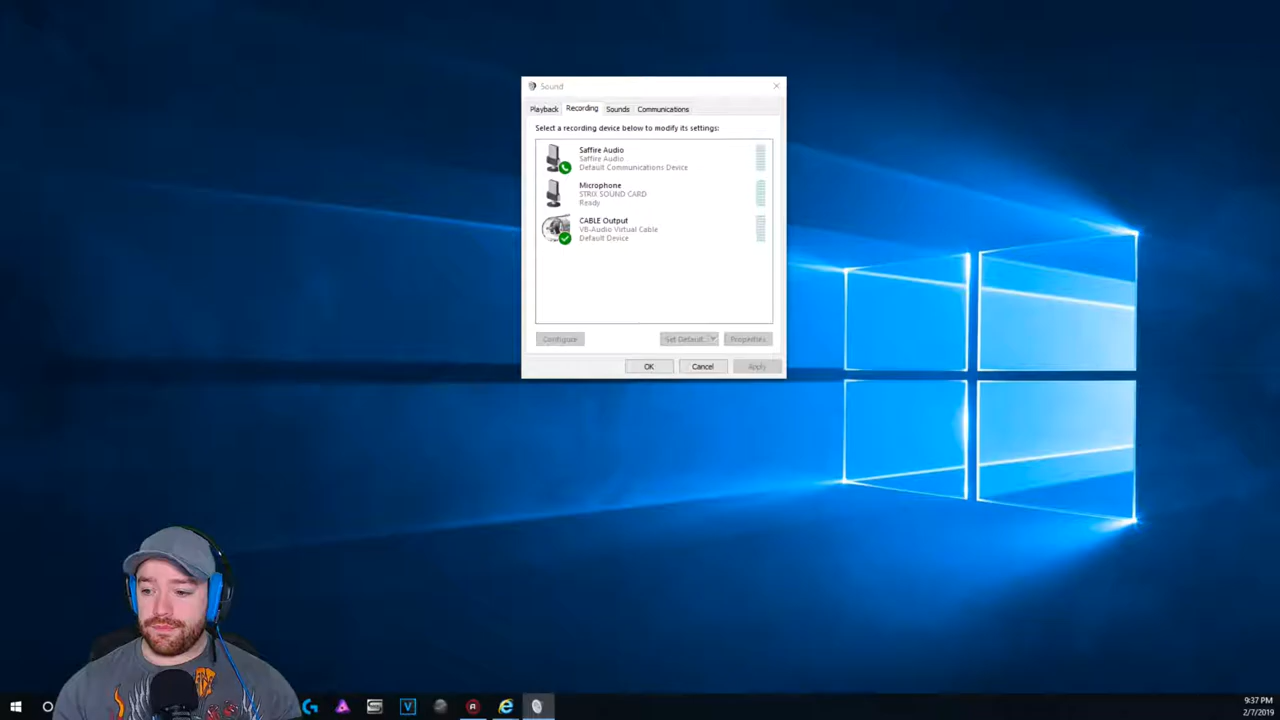 Sound
Playback Recording Sounds Communications
Select a recording device below to modify its settings:
Saffire Audio
Saffire Audio
Default Communications Device
Microphone
STRIX SOUND CARD
Ready
CABLE Output
VB-Audio Virtual Cable
Default Device
Configure Set Default Properties
OK Cancel Apply
9:37 PM
2/7/2019